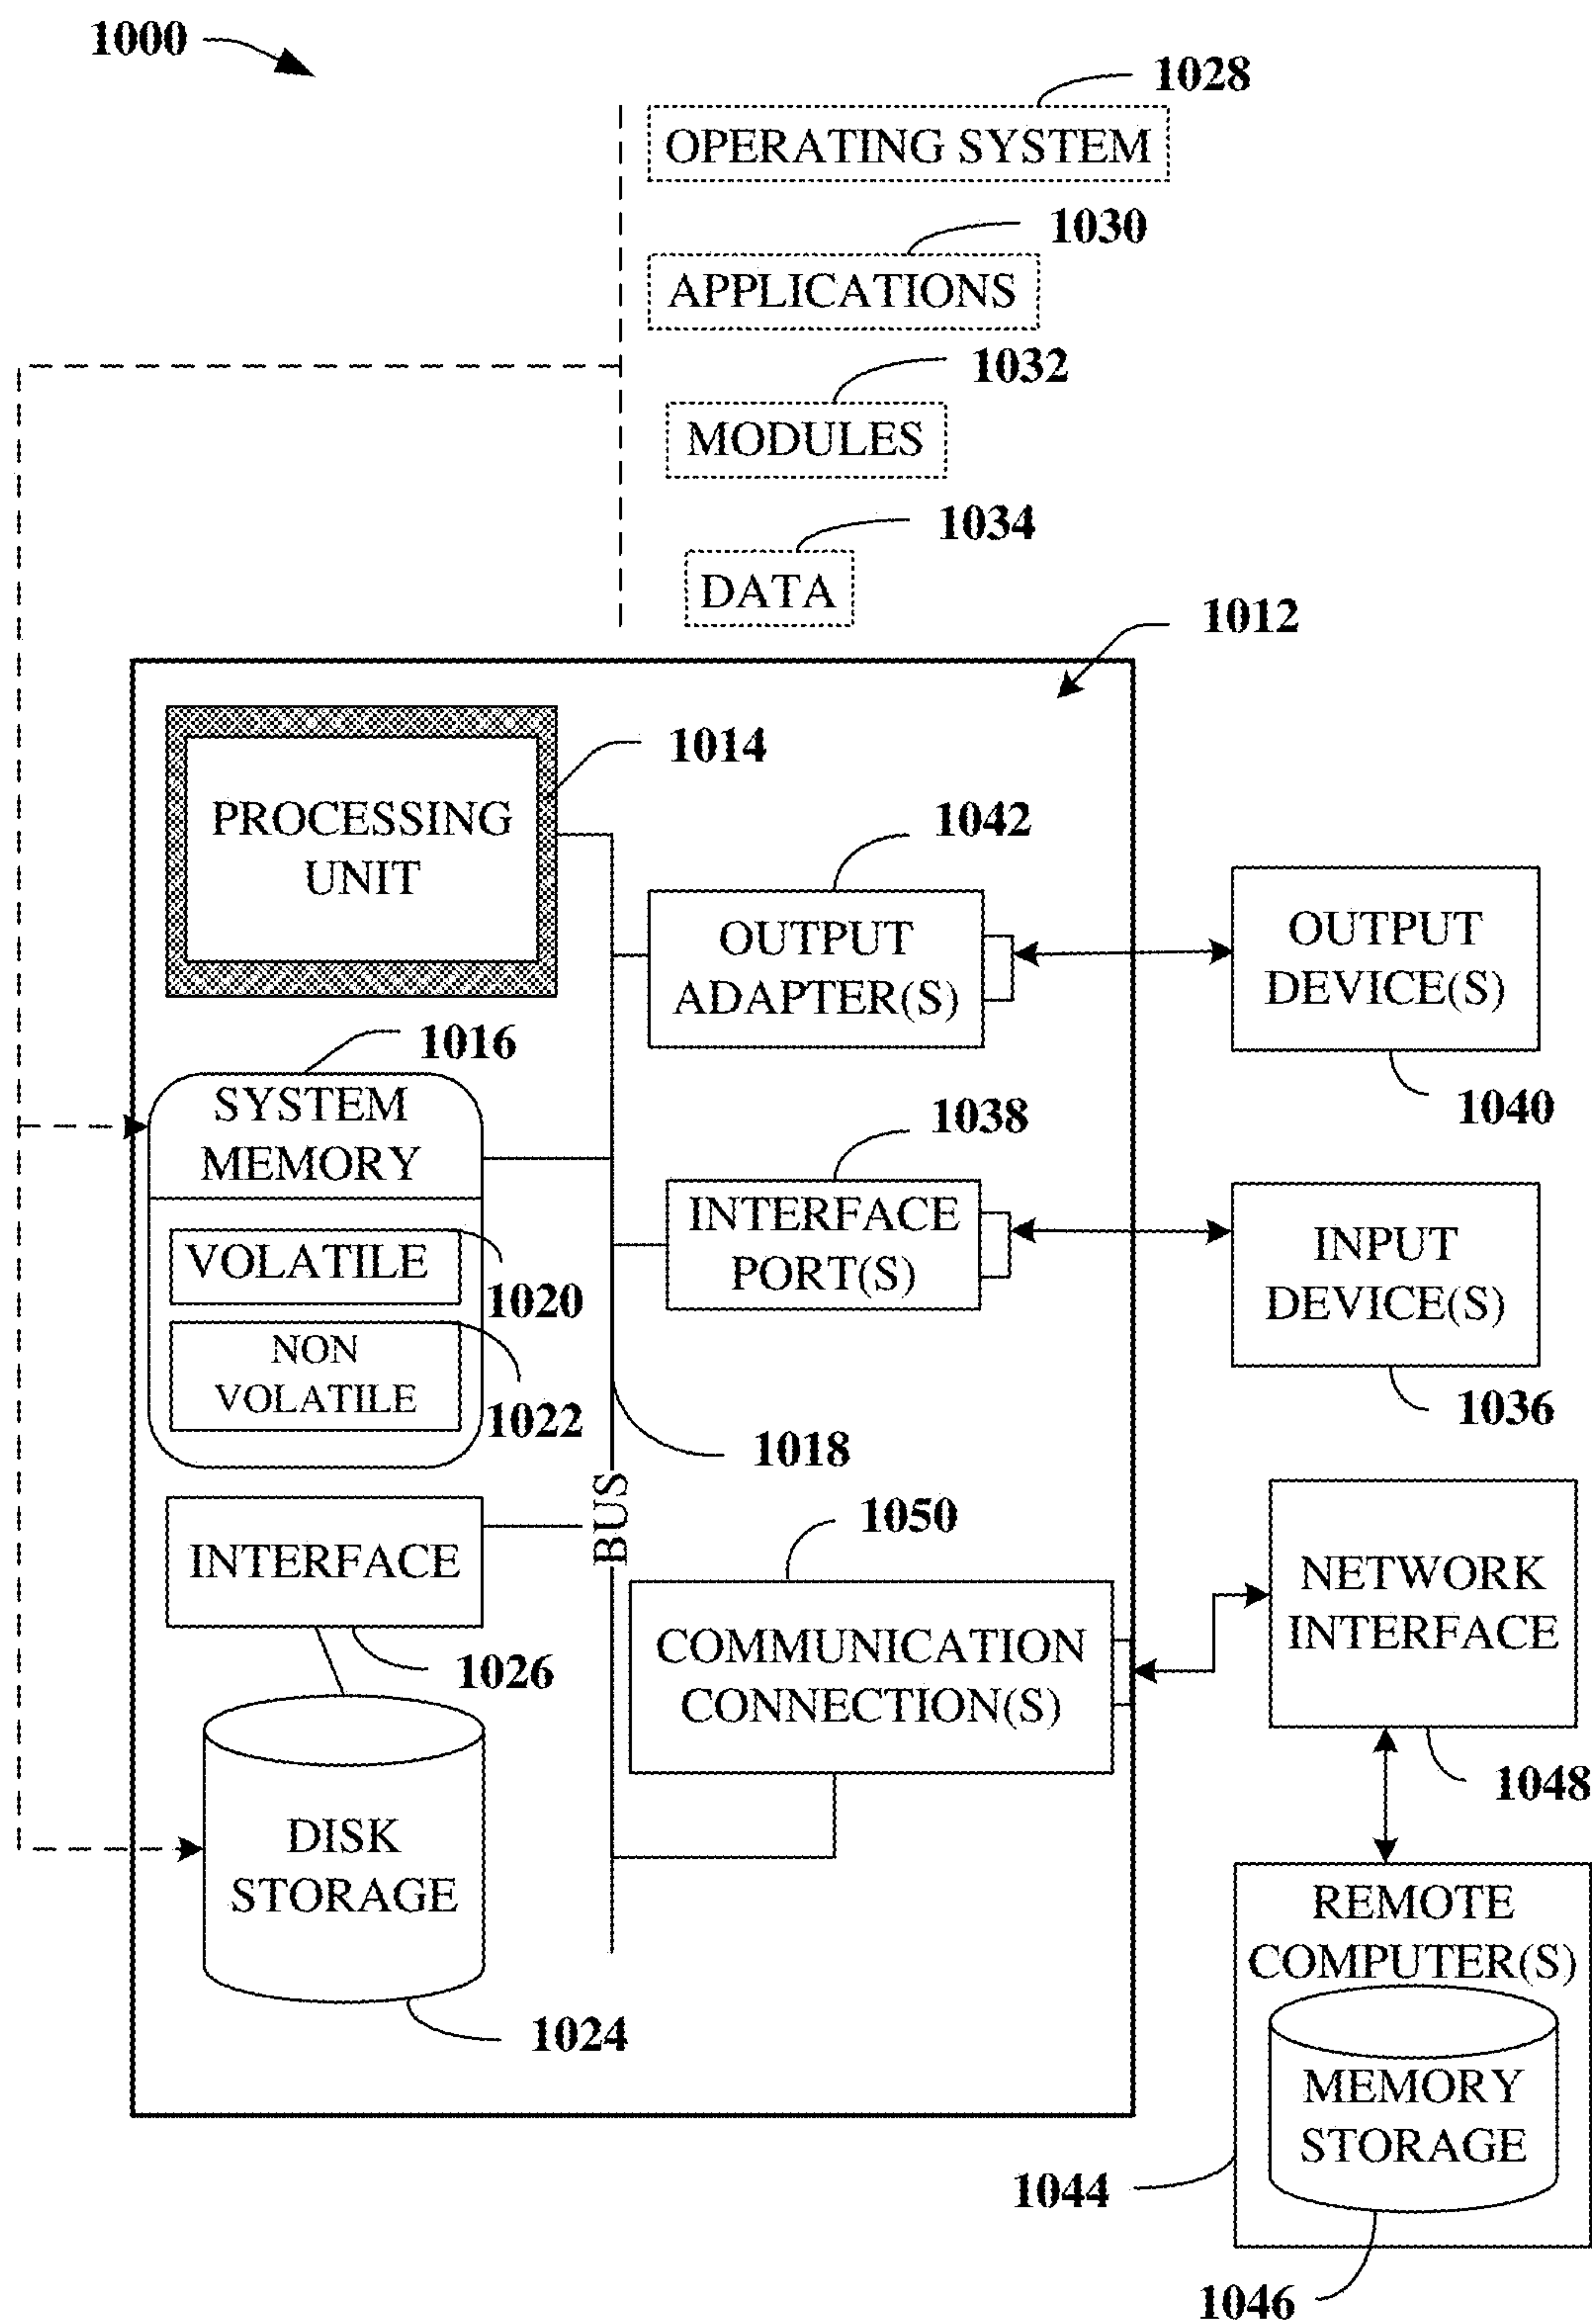 1000
1028
OPERATING SYSTEM
1030
APPLICATIONS
1032
MODULES
1034
DATA
1012
1014
PROCESSING
UNIT
1042
OUTPUT
ADAPTER(S)
OUTPUT
DEVICE(S)
1040
1016
SYSTEM
MEMORY
VOLATILE
1020
NON
VOLATILE
1022
1038
INTERFACE
PORT(S)
INPUT
DEVICE(S)
1036
1018
BUS
INTERFACE
1026
1050
COMMUNICATION
CONNECTION(S)
NETWORK
INTERFACE
1048
DISK
STORAGE
1024
REMOTE
COMPUTER(S)
MEMORY
STORAGE
1044
1046